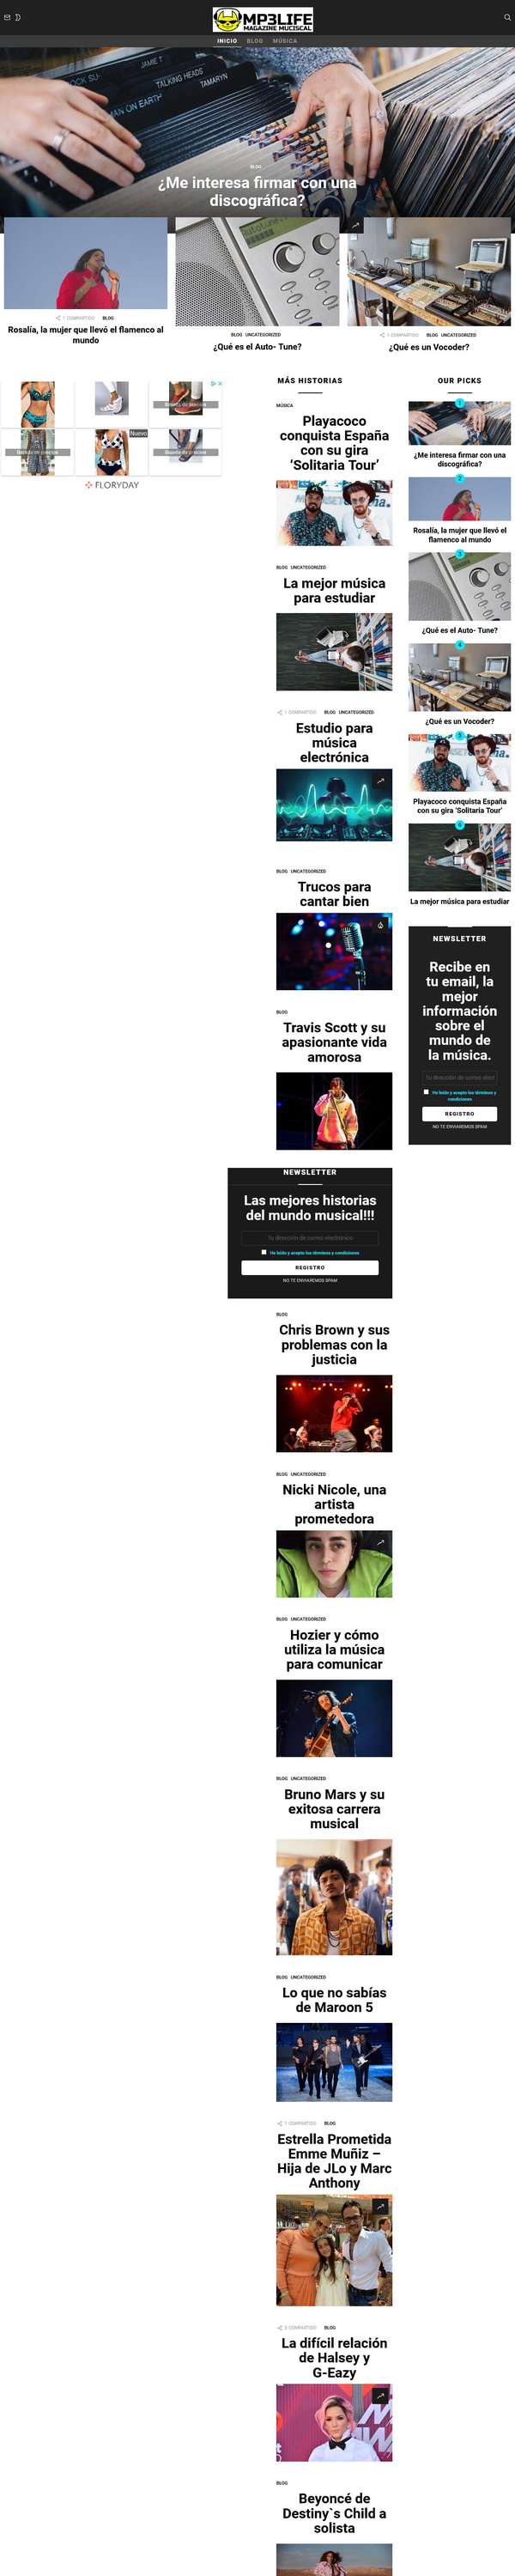 MP3LIFE
MAGAZINE MUCISCAL
INICIO BLOG MÚSICA
JAMIE T
TALKING HEADS
TAMARYN
MAN ON EARTH
BLOG
¿Me interesa firmar con una
discográfica?
1 COMPARTIDO BLOG
Rosalía, la mujer que llevó el flamenco al
mundo
BLOG UNCATEGORIZED
¿Qué es el Auto- Tune?
1 COMPARTIDO BLOG UNCATEGORIZED
¿Qué es un Vocoder?
Nuevo
FLORYDAY
MÁS HISTORIAS
MÚSICA
Playacoco
conquista España
con su gira
‘Solitaria Tour’
BLOG UNCATEGORIZED
La mejor música
para estudiar
1 COMPARTIDO BLOG UNCATEGORIZED
Estudio para
música
electrónica
BLOG UNCATEGORIZED
Trucos para
cantar bien
BLOG
Travis Scott y su
apasionante vida
amorosa
NEWSLETTER
Las mejores historias
del mundo musical!!!
Tu dirección de correo electrónico
He leído y acepto los términos y condiciones
REGISTRO
NO TE ENVIAREMOS SPAM
BLOG
Chris Brown y sus
problemas con la
justicia
BLOG UNCATEGORIZED
Nicki Nicole, una
artista
prometedora
BLOG UNCATEGORIZED
Hozier y cómo
utiliza la música
para comunicar
BLOG UNCATEGORIZED
Bruno Mars y su
exitosa carrera
musical
BLOG UNCATEGORIZED
Lo que no sabías
de Maroon 5
1 COMPARTIDO BLOG
Estrella Prometida
Emme Muñiz –
Hija de JLo y Marc
Anthony
3 COMPARTIDO BLOG
La difícil relación
de Halsey y
G-Eazy
BLOG
Beyoncé de
Destiny`s Child a
solista
OUR PICKS
1
¿Me interesa firmar con una
discográfica?
2
Rosalía, la mujer que llevó el
flamenco al mundo
3
¿Qué es el Auto- Tune?
4
¿Qué es un Vocoder?
5
Playacoco conquista España
con su gira ‘Solitaria Tour’
6
La mejor música para estudiar
NEWSLETTER
Recibe en
tu email, la
mejor
información
sobre el
mundo de
la música.
Tu dirección de correo elect
He leído y acepto los términos y
condiciones
REGISTRO
NO TE ENVIAREMOS SPAM